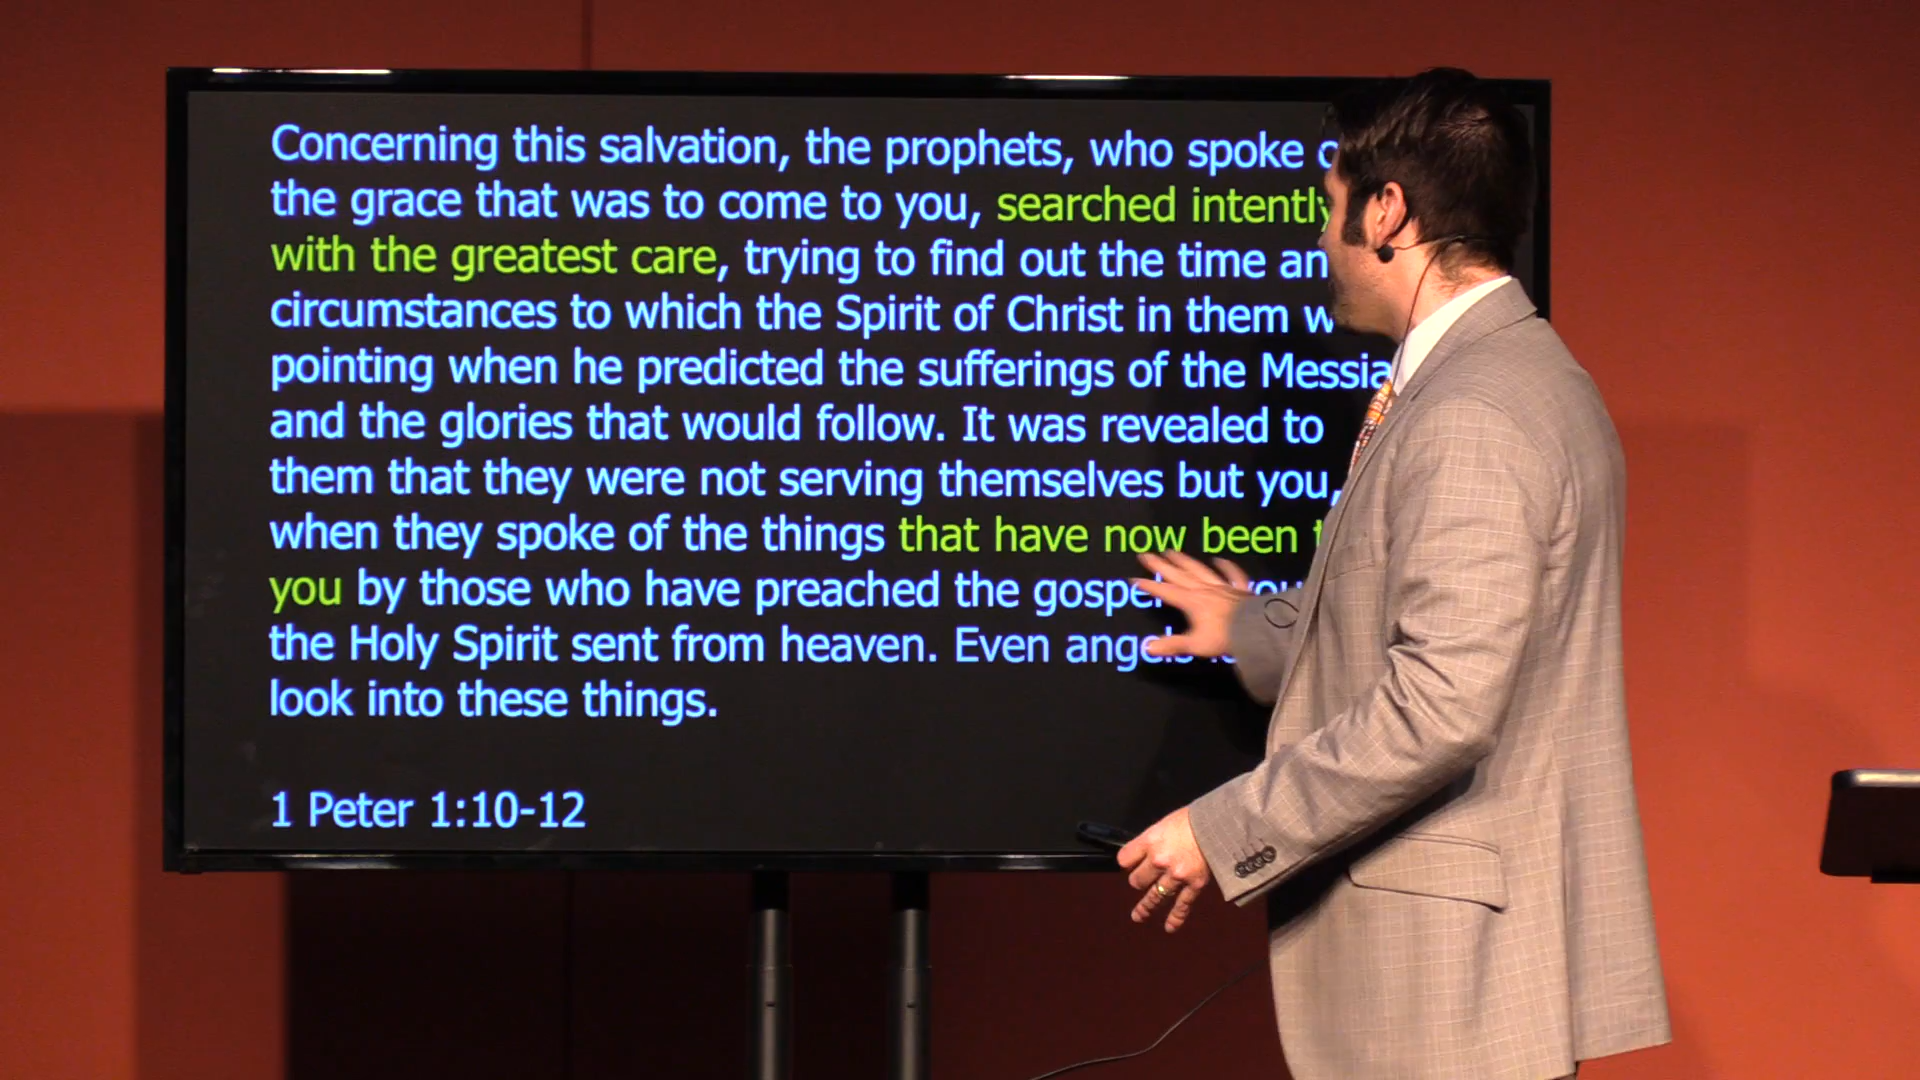 Concerning this salvation, the prophets, who spoke
the grace that was to come to you, searched intently
with the greatest care, trying to find out the time
circumstances to which the Spirit of Christ in them
pointing when he predicted the sufferings of the
and the glories that would follow. It was revealed to
them that they were not serving themselves but you,
when they spoke of the things that have now been
you by those who have preached the gospel
the Holy Spirit sent from heaven. Even angels
look into these things.
1 Peter 1:10-12